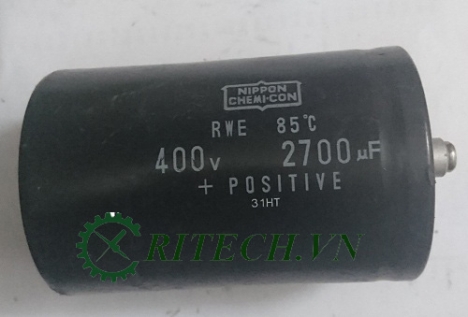 NIPPON
CHEMI-CON
RWE 85°C
400V 2700µF
+ POSITIVE
31HT
RITECH.VN